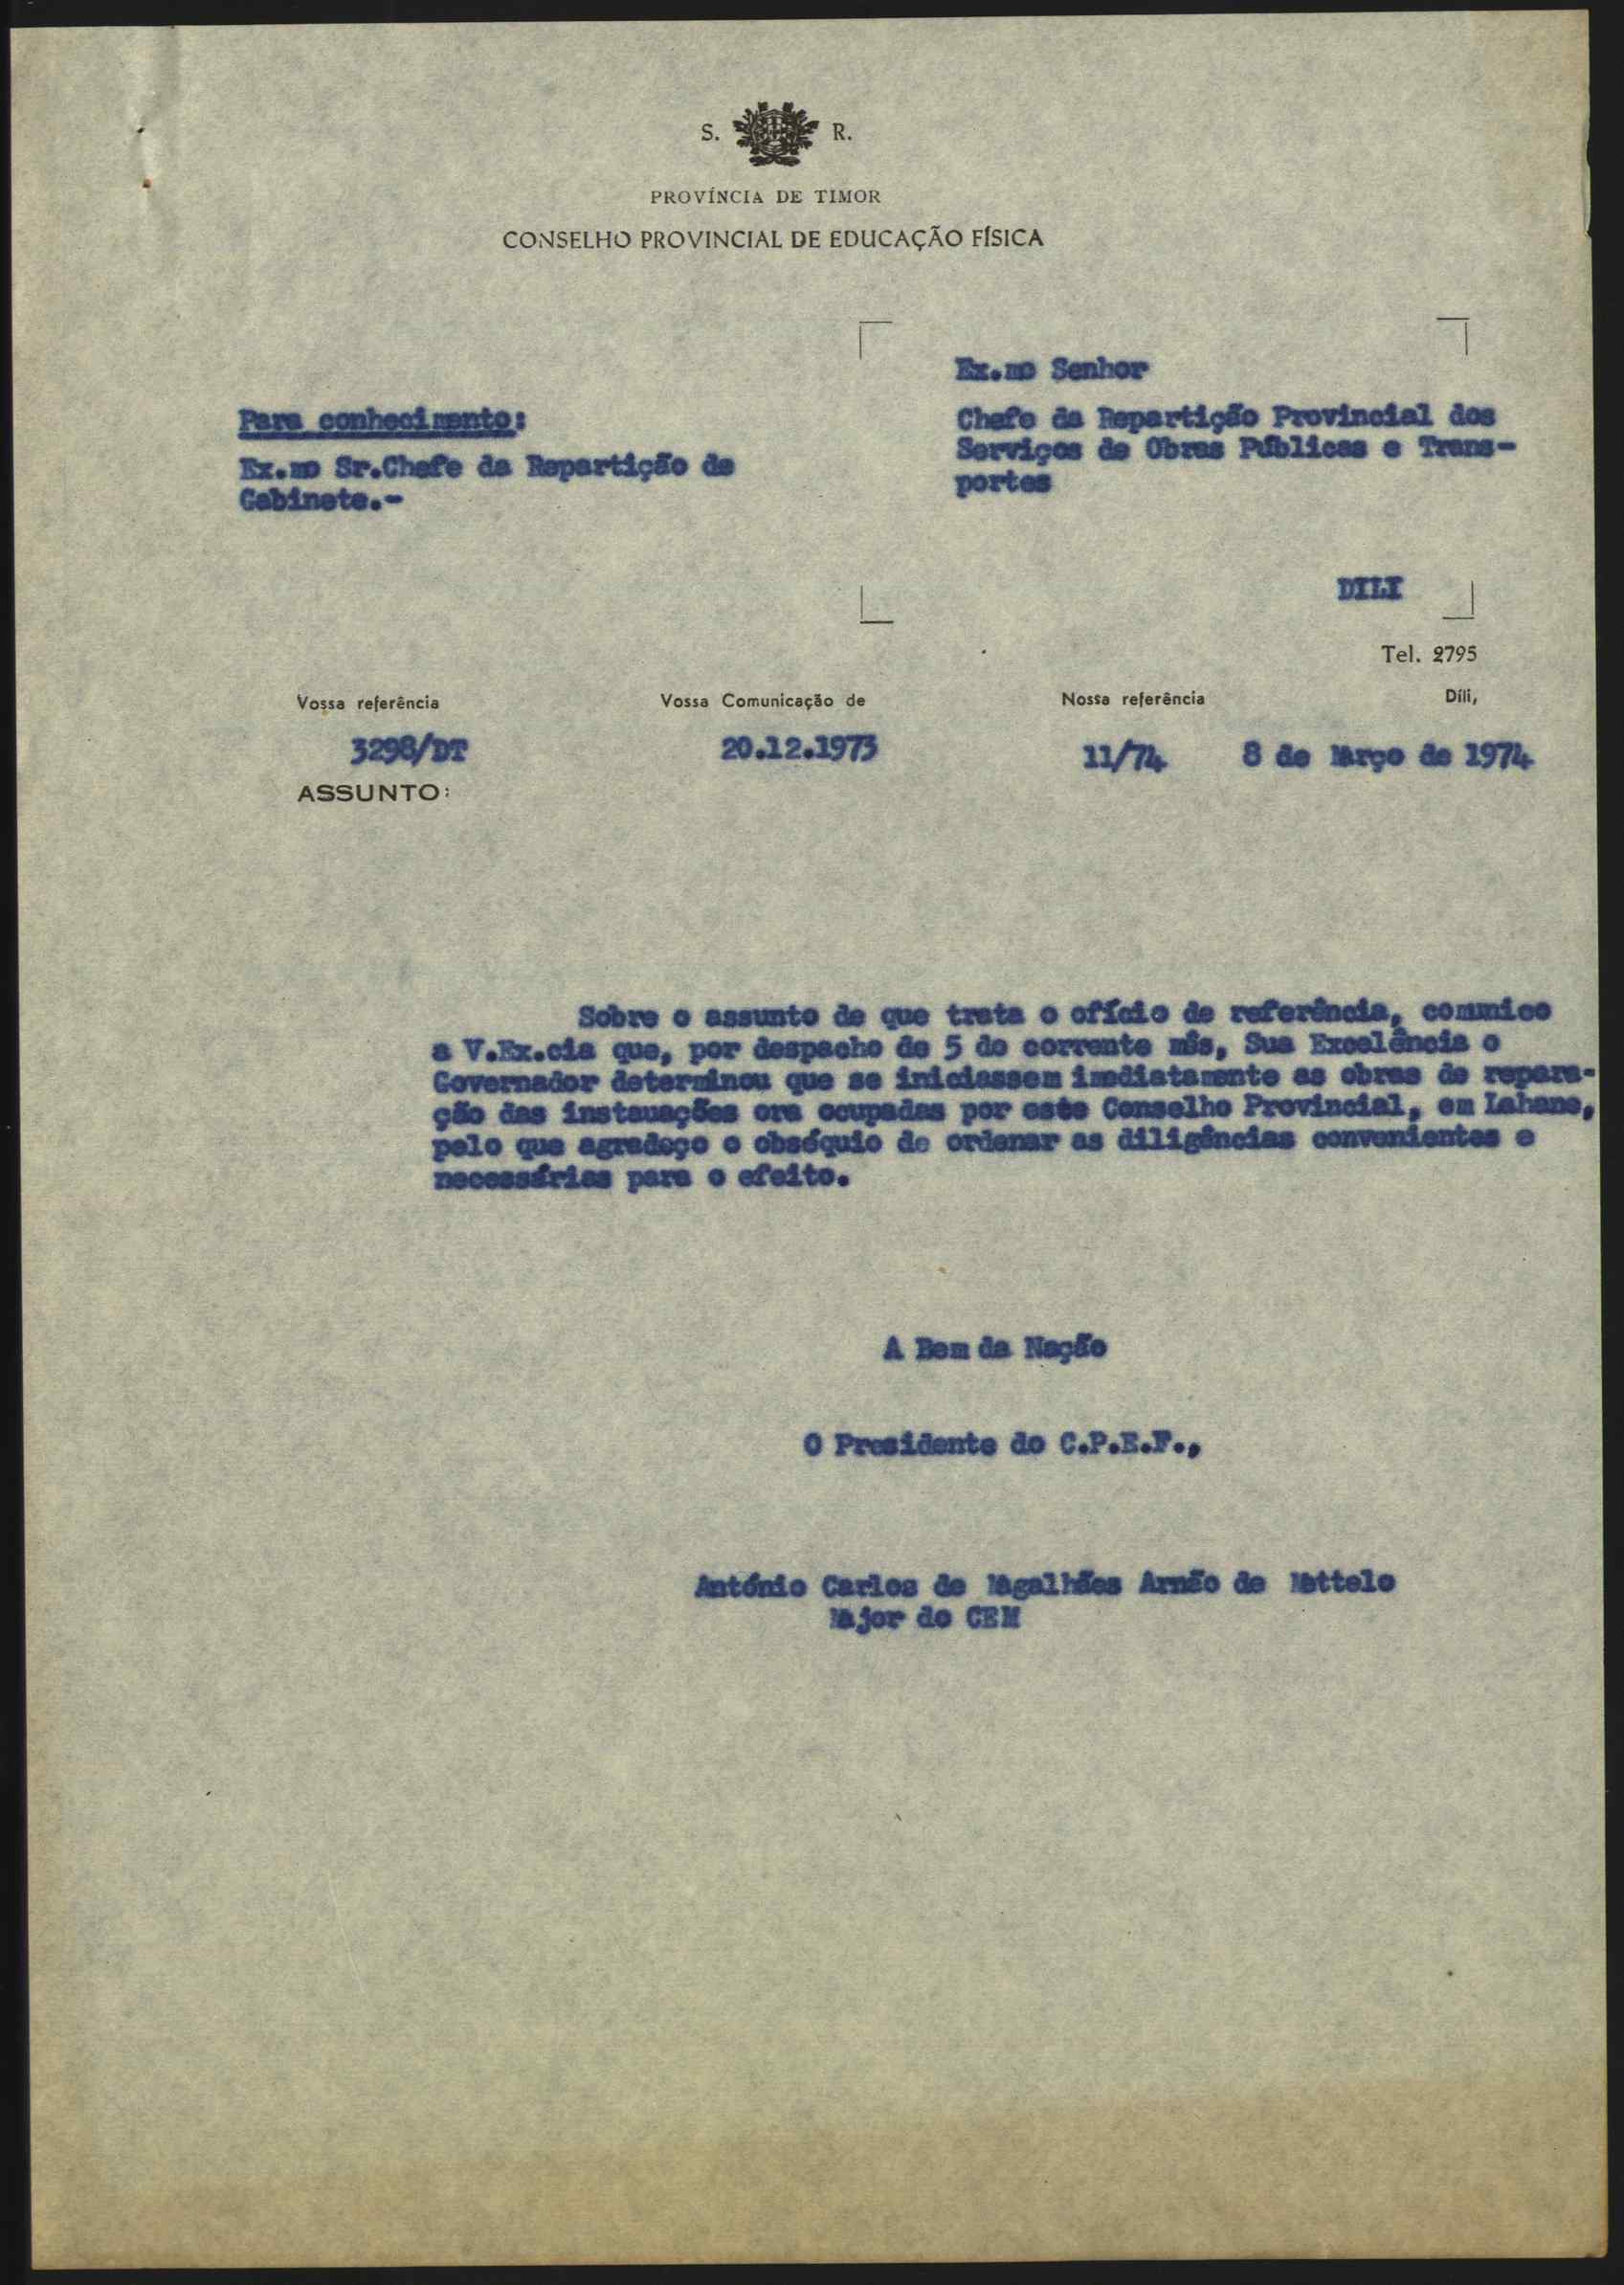 S. R.
PROVÍNCIA DE TIMOR
CONSELHO PROVINCIAL DE EDUCAÇÃO FÍSICA
Ex.mo Senhor
Chefe da Repartição Provincial dos
Serviços de Obras Públicas e Trans-
portes
DILI
Para conhecimento:
Ex.mo Sr.Chefe da Repartição de
Gabinete.-
Tel. 2795
Vossa referência Vossa Comunicação de Nossa referência Díli,
3298/DT 20.12.1973 11/74 8 de Março de 1974
ASSUNTO:
Sobre o assunto de que trata o ofício de referência, comunico
a V.Ex.cia que, por despacho de 5 do corrente mês, Sua Excelência o
Governador determinou que se iniciassem imediatamente as obras de repara-
ção das instauações ora ocupadas por este Conselho Provincial, em Lahane,
pelo que agradeço o obséquio de ordenar as diligências convenientes e
necessárias para o efeito.
A Bem da Nação
O Presidente do C.P.E.F.,
António Carlos de Magalhães Arnão de Mattelo
Major do CEM